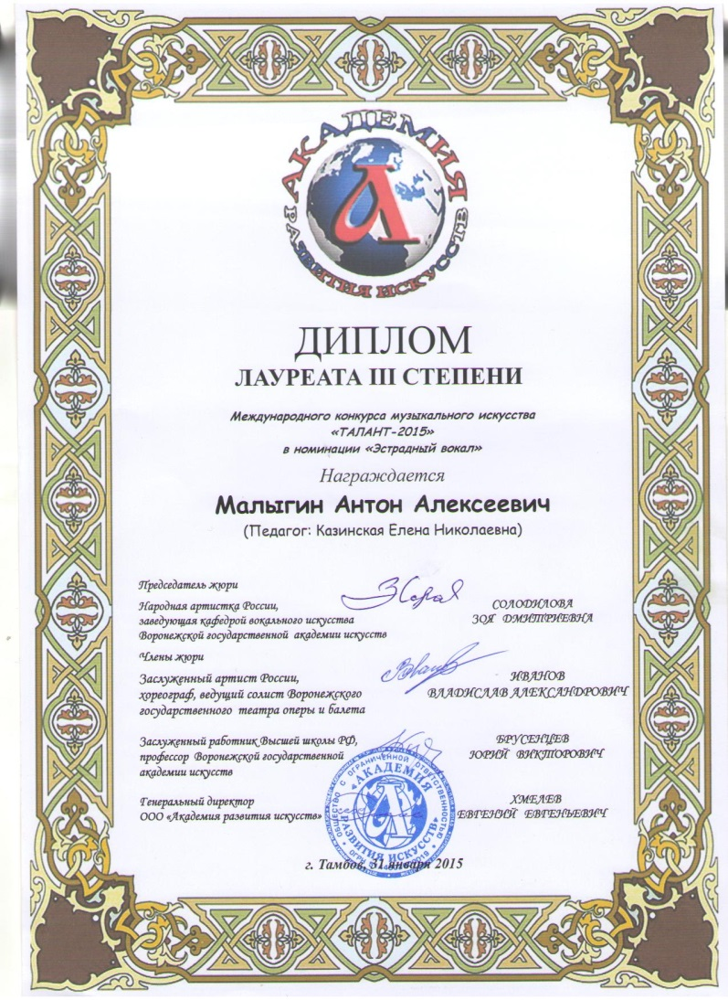 АКАДЕМИЯ
РАЗВИТИЯ ИСКУССТВ
ДИПЛОМ
ЛАУРЕАТА III СТЕПЕНИ
Международного конкурса музыкального искусства
«ТАЛАНТ-2015»
в номинации «Эстрадный вокал»
Награждается
Малыгин Антон Алексеевич
(Педагог: Казинская Елена Николаевна)
Председатель жюри
Народная артистка России,
заведующая кафедрой вокального искусства
Воронежской государственной академии искусств
СОЛОДИЛОВА
ЗОЯ ДМИТРИЕВНА
Члены жюри
Заслуженный артист России,
хореограф, ведущий солист Воронежского
государственного театра оперы и балета
ИВАНОВ
ВЛАДИСЛАВ АЛЕКСАНДРОВИЧ
Заслуженный работник Высшей школы РФ,
профессор Воронежской государственной
академии искусств
БРУСЕНЦЕВ
ЮРИЙ ВИКТОРОВИЧ
Генеральный директор
ООО «Академия развития искусств»
ХМЕЛЕВ
ЕВГЕНИЙ ЕВГЕНЬЕВИЧ
ОБЩЕСТВО С ОГРАНИЧЕННОЙ ОТВЕТСТВЕННОСТЬЮ
«АКАДЕМИЯ
РАЗВИТИЯ ИСКУССТВ»
г. Тамбов, 31 января 2015